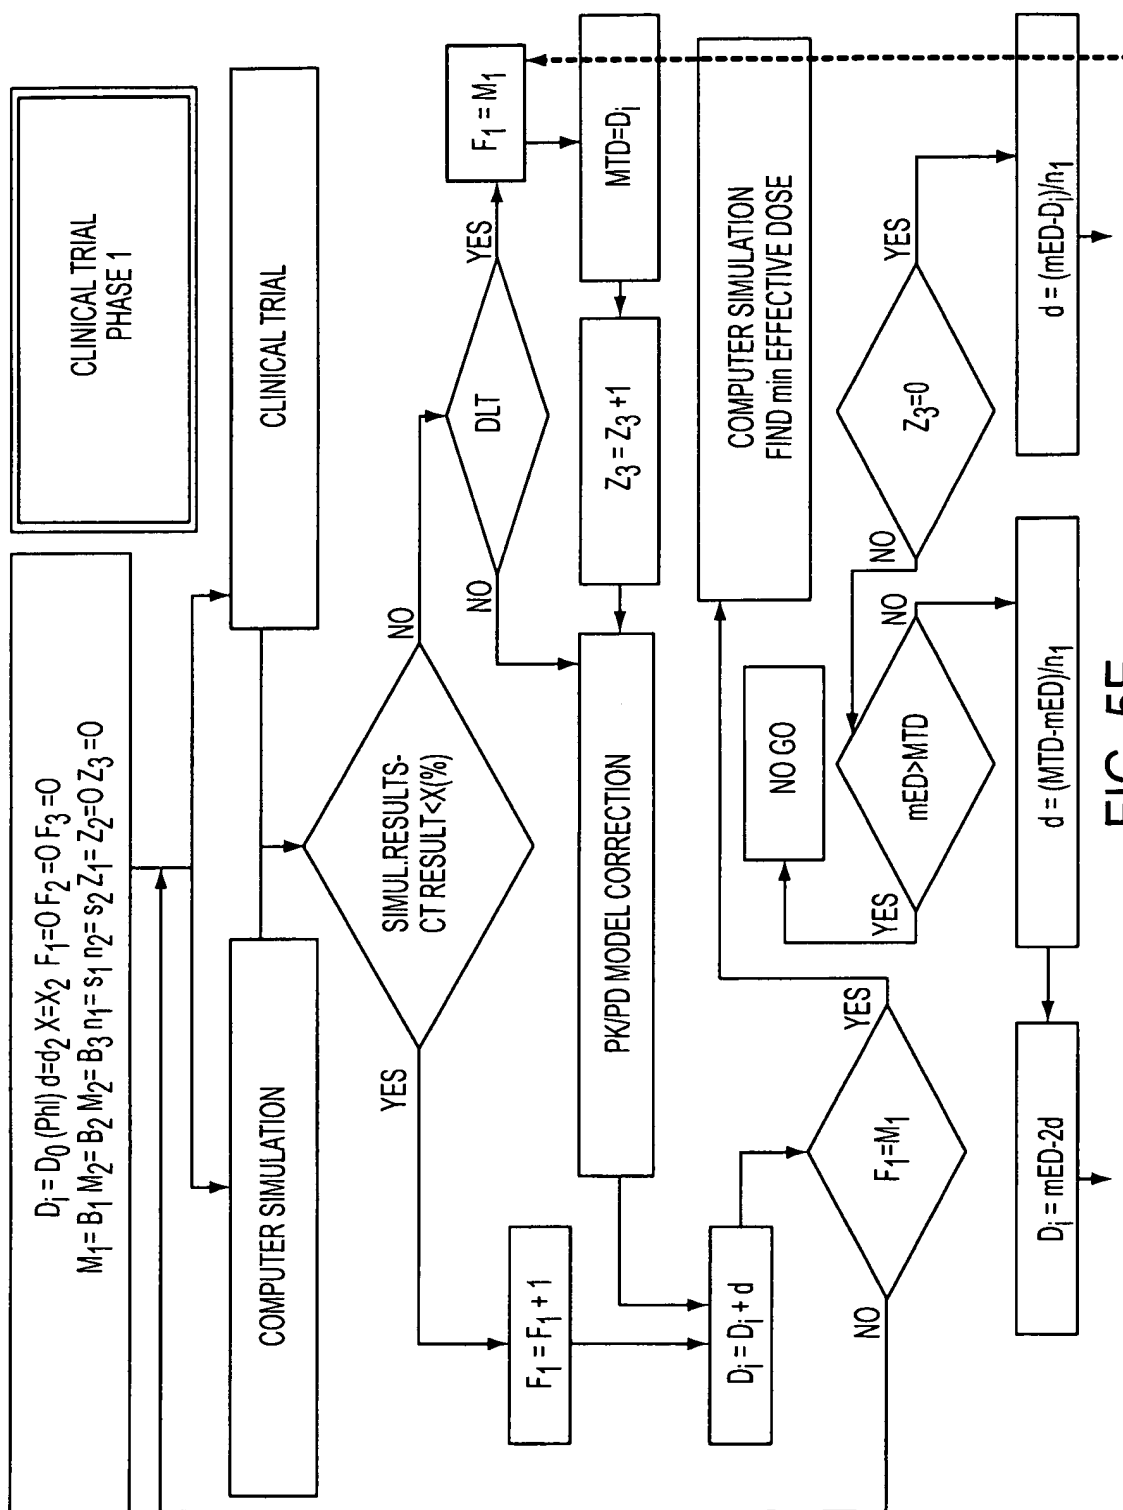 D₁ = D₀ (PhI) d=d₂ X=X₂ F₁=0 F₂=0 F₃=0
M₁= B₁ M₂= B₂ M₂= B₃ n₁= s₁ n₂= s₂ Z₁= Z₂=0 Z₃=0
CLINICAL TRIAL
PHASE 1
COMPUTER SIMULATION
CLINICAL TRIAL
SIMUL.RESULTS-
CT RESULT<X(%)
YES
NO
DLT
NO
YES
F₁ = M₁
F₁ = F₁ + 1
PK/PD MODEL CORRECTION
Z₃ = Z₃ +1
MTD=Dᵢ
Dᵢ = Dᵢ + d
F₁=M₁
NO
YES
COMPUTER SIMULATION
FIND min EFFECTIVE DOSE
NO GO
mED>MTD
YES
NO
Z₃=0
NO
YES
Dᵢ = mED-2d
d = (MTD-mED)/n₁
d = (mED-Dᵢ)/n₁
FIG.